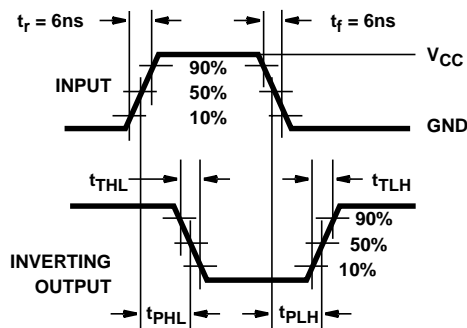 tr = 6ns
tf = 6ns
VCC
90%
INPUT
50%
10%
GND
tTHL
tTLH
90%
50%
INVERTING
10%
OUTPUT
tPHL
tPLH